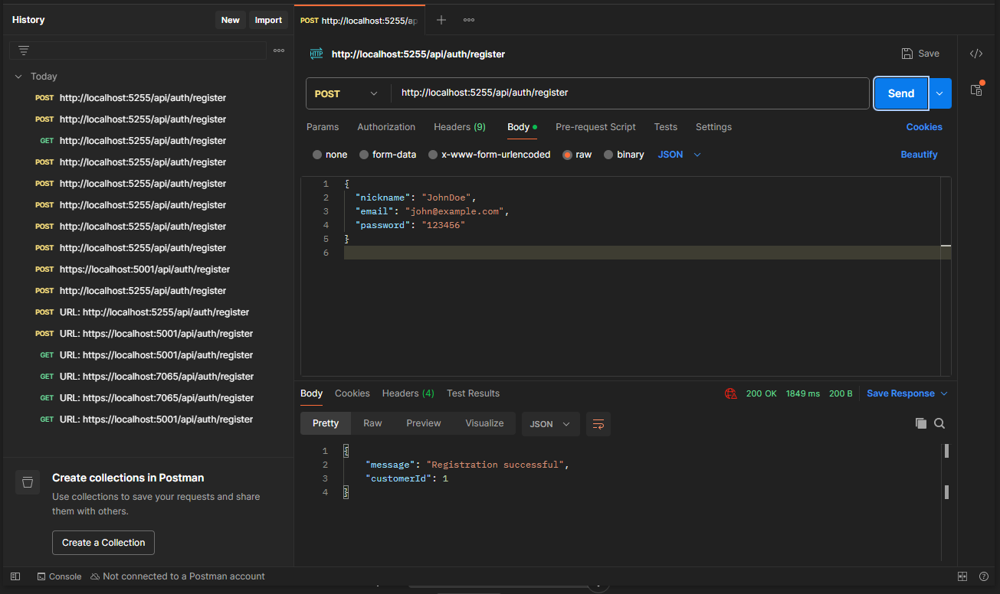 History
New
Import
Today
POST http://localhost:5255/api/auth/register
POST http://localhost:5255/api/auth/register
GET http://localhost:5255/api/auth/register
POST http://localhost:5255/api/auth/register
POST http://localhost:5255/api/auth/register
POST http://localhost:5255/api/auth/register
POST http://localhost:5255/api/auth/register
POST http://localhost:5255/api/auth/register
POST https://localhost:5001/api/auth/register
POST http://localhost:5255/api/auth/register
POST URL: http://localhost:5255/api/auth/register
POST URL: https://localhost:5001/api/auth/register
GET URL: https://localhost:5001/api/auth/register
GET URL: https://localhost:7065/api/auth/register
GET URL: https://localhost:7065/api/auth/register
GET URL: https://localhost:5001/api/auth/register
Create collections in Postman
Use collections to save your requests and share
them with others.
Create a Collection
POST http://localhost:5255/ap
HTTP http://localhost:5255/api/auth/register
Save
</>
POST http://localhost:5255/api/auth/register
Send
Params Authorization Headers (9) Body Pre-request Script Tests Settings Cookies
none form-data x-www-form-urlencoded raw binary JSON Beautify
1 {
2 "nickname": "JohnDoe",
3 "email": "john@example.com",
4 "password": "123456"
5 }
6
Body Cookies Headers (4) Test Results 200 OK 1849 ms 200 B Save Response
Pretty Raw Preview Visualize JSON
1 {
2 "message": "Registration successful",
3 "customerId": 1
4 }
Console Not connected to a Postman account